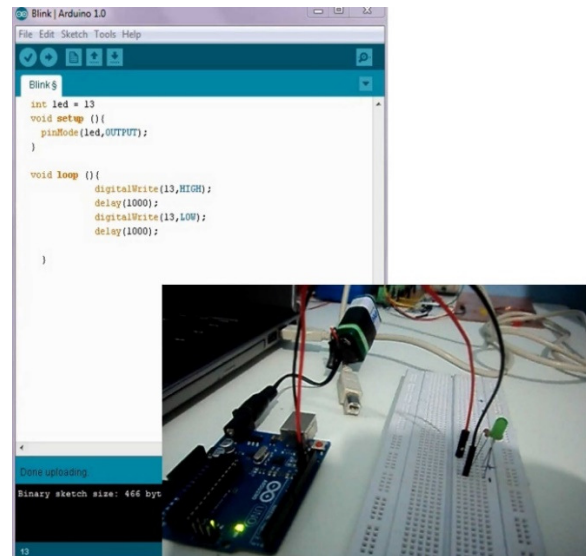 Blink | Arduino 1.0
File Edit Sketch Tools Help
Blink §
int led = 13
void setup (){
pinMode(led,OUTPUT);
}
void loop (){
digitalWrite(13,HIGH);
delay(1000);
digitalWrite(13,LOW);
delay(1000);
}
Done uploading.
Binary sketch size: 466 byt
13
ARDUINO
UNO